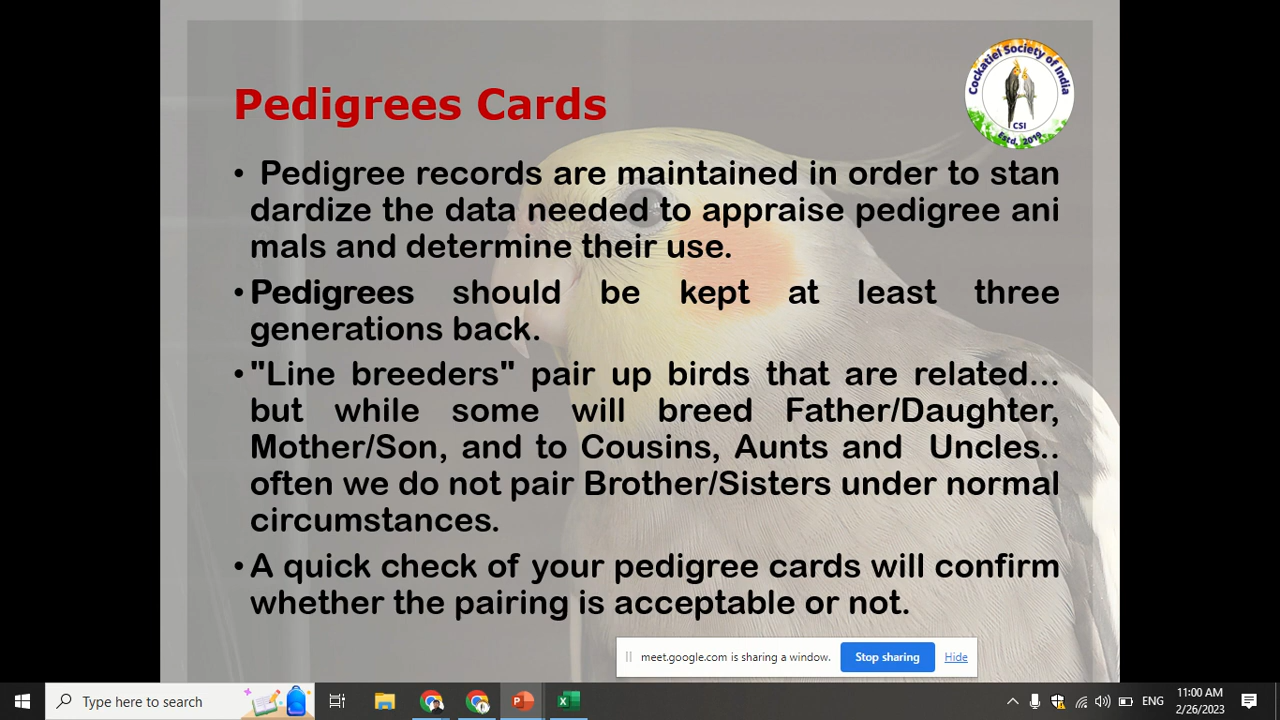 Cockatiel Society of India
CSI
Estd, 2019
Pedigrees Cards
• Pedigree records are maintained in order to stan
dardize the data needed to appraise pedigree ani
mals and determine their use.
• Pedigrees should be kept at least three
generations back.
• "Line breeders" pair up birds that are related...
but while some will breed Father/Daughter,
Mother/Son, and to Cousins, Aunts and Uncles..
often we do not pair Brother/Sisters under normal
circumstances.
• A quick check of your pedigree cards will confirm
whether the pairing is acceptable or not.
meet.google.com is sharing a window. Stop sharing Hide
Type here to search
ENG
11:00 AM
2/26/2023